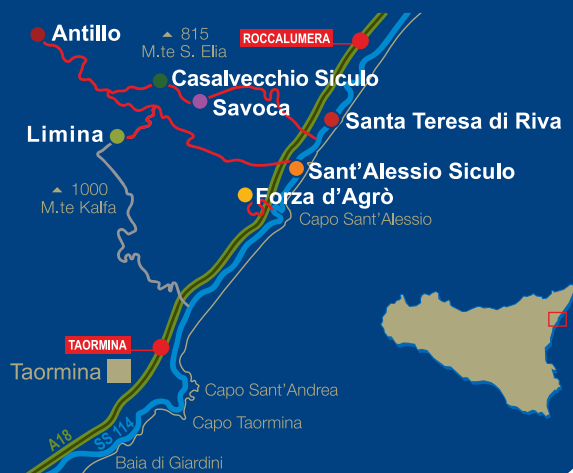 Antillo
▲ 815
M.te S. Elia
ROCCALUMERA
Casalvecchio Siculo
Savoca
Santa Teresa di Riva
Limina
Sant'Alessio Siculo
▲ 1000
M.te Kalfa
Forza d'Agrò
Capo Sant'Alessio
TAORMINA
Taormina
Capo Sant'Andrea
Capo Taormina
A18
SS 114
Baia di Giardini